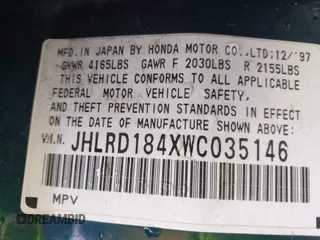 MFD. IN JAPAN BY HONDA MOTOR CO.,LTD;12/'97
GVWR 4165LBS GAWR F 2030LBS R 2155LBS
THIS VEHICLE CONFORMS TO ALL APPLICABLE
FEDERAL MOTOR VEHICLE SAFETY,
AND THEFT PREVENTION STANDARDS IN EFFECT
ON DATE OF MANUFACTURE SHOWN ABOVE:
V.I.N. JHLRD184XWC035146
MPV
DREAMBID